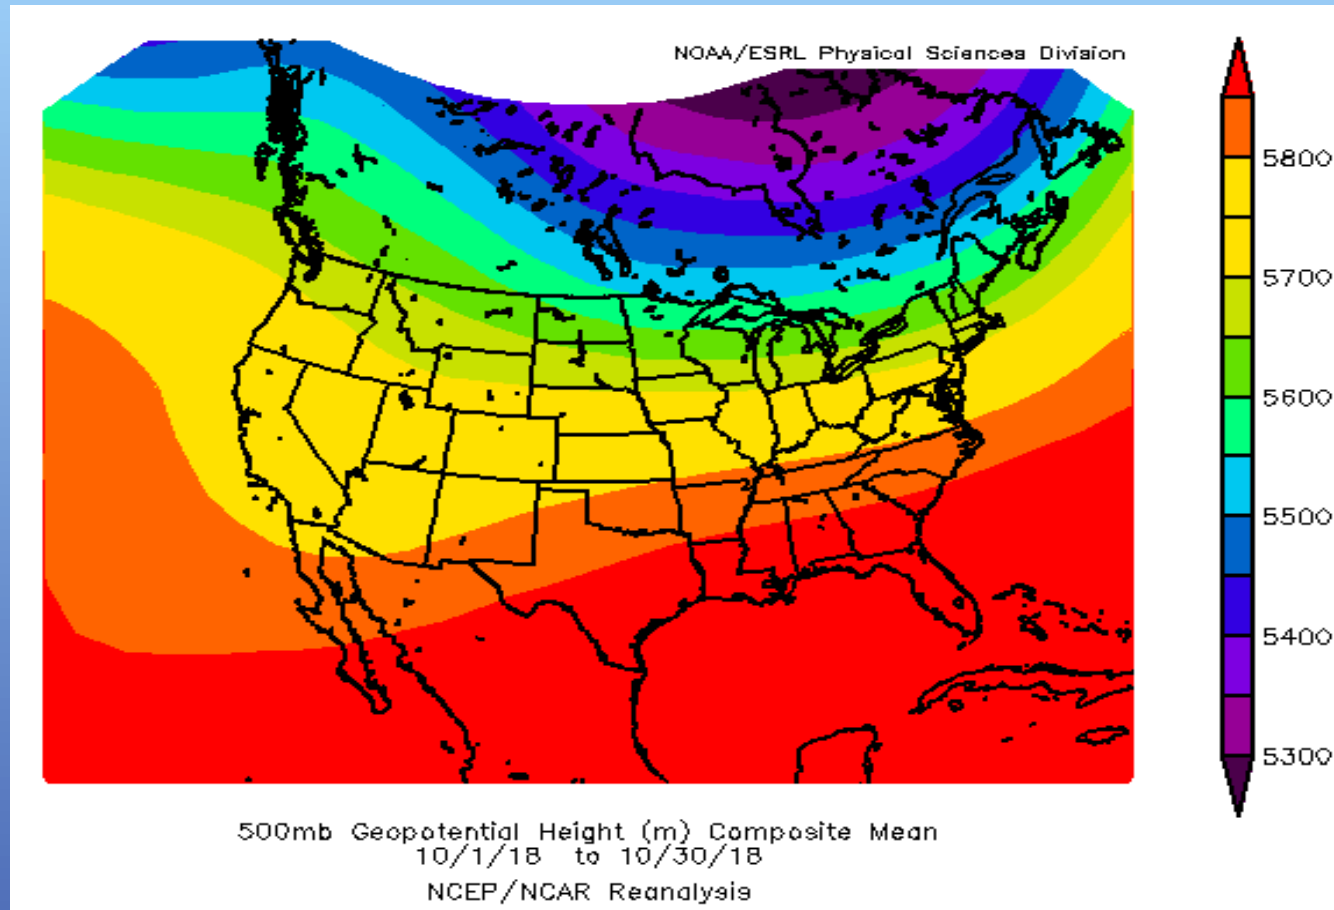 NOAA/ESRL Physical Sciences Division
5800
5700
5600
5500
5400
5300
500mb Geopotential Height (m) Composite Mean
10/1/18 to 10/30/18
NCEP/NCAR Reanalysis